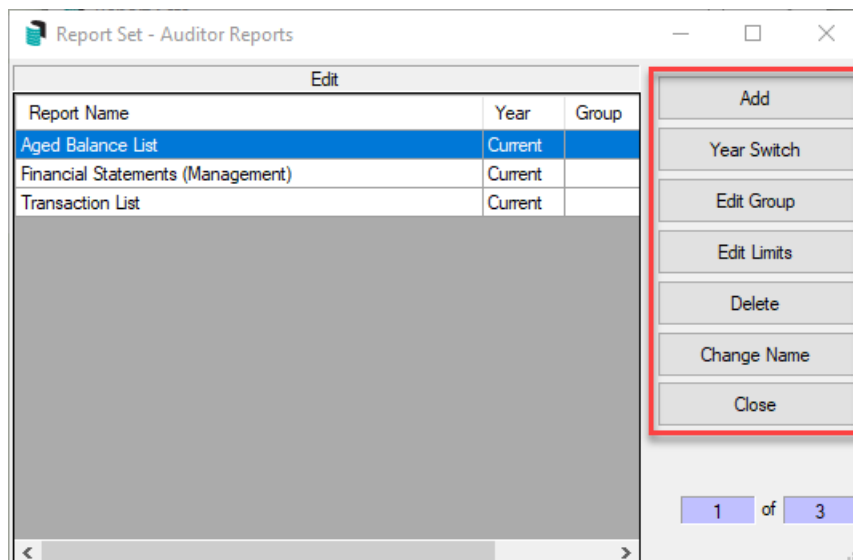 Report Set - Auditor Reports
Edit
Report Name Year Group
Aged Balance List Current
Financial Statements (Management) Current
Transaction List Current
Add
Year Switch
Edit Group
Edit Limits
Delete
Change Name
Close
1 of 3